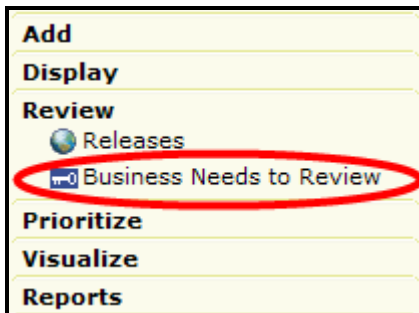 Add
Display
Review
Releases
Business Needs to Review
Prioritize
Visualize
Reports